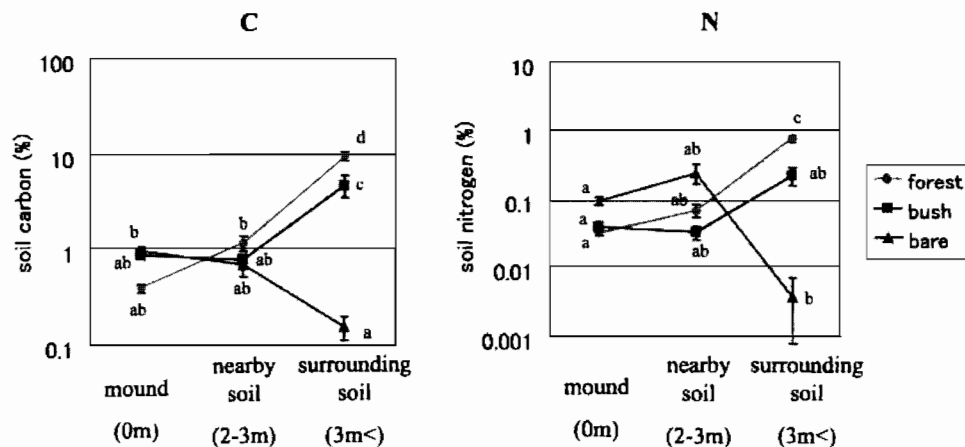 C
100
10
1
0.1
soil carbon (%)
b
ab
ab
b
ab
ab
d
c
a
mound
(0m)
nearby
soil
(2-3m)
surrounding
soil
(3m<)
N
10
1
0.1
0.01
0.001
soil nitrogen (%)
a
a
a
ab
ab
ab
c
ab
b
mound
(0m)
nearby
soil
(2-3m)
surrounding
soil
(3m<)
forest
bush
bare